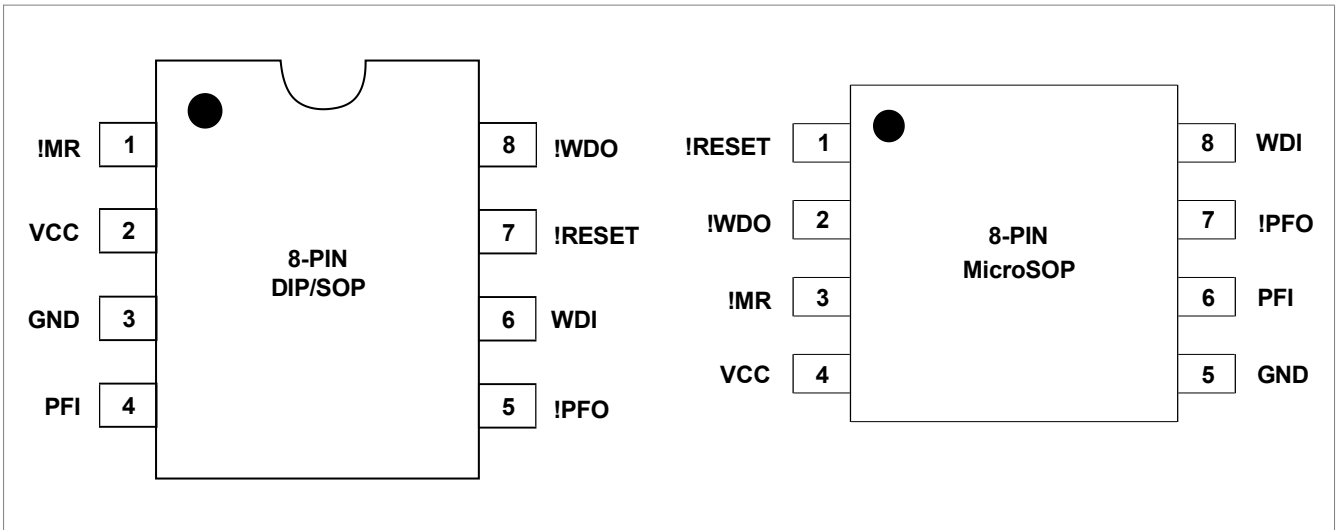 !MR 1
8 !WDO
VCC 2
7 !RESET
8-PIN
DIP/SOP
GND 3
6 WDI
PFI 4
5 !PFO
!RESET 1
8 WDI
!WDO 2
7 !PFO
8-PIN
MicroSOP
!MR 3
6 PFI
VCC 4
5 GND